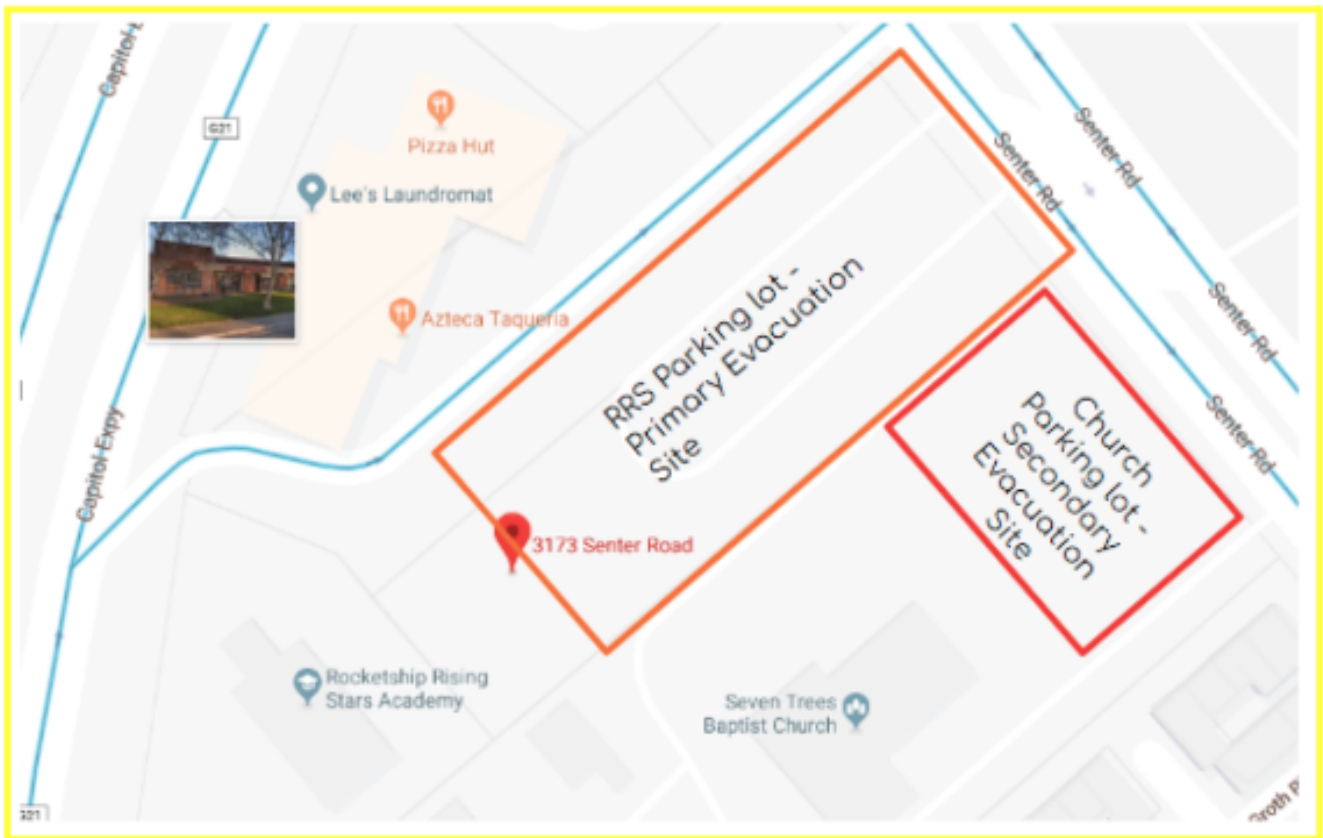 Capitol E
G21
Pizza Hut
Lee's Laundromat
Azteca Taqueria
Capitol Expy
Senter Rd
Senter Rd
Senter Rd
Senter Rd
RRS Parking lot -
Primary Evacuation
Site
Church
Parking lot -
Secondary
Evacuation
Site
3173 Senter Road
Rocketship Rising
Stars Academy
Seven Trees
Baptist Church
Groth P
G21